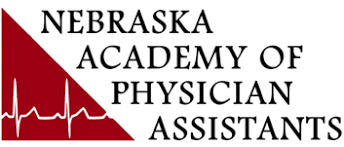 NEBRASKA
ACADEMY OF
PHYSICIAN
ASSISTANTS